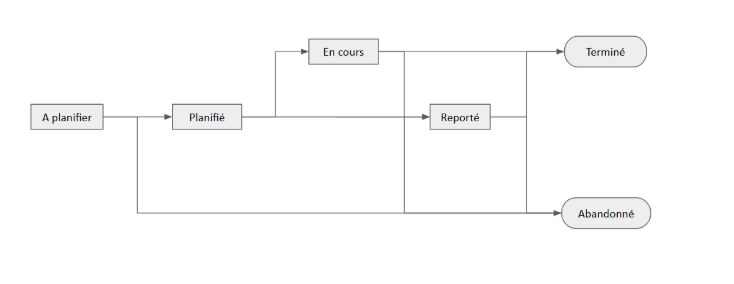 En cours
Terminé
A planifier
Planifié
Reporté
Abandonné